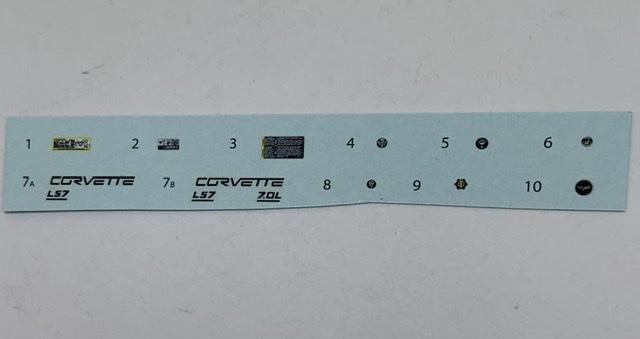 1 2 3 4 5 6
7A CORVETTE 7B CORVETTE 8 9 10
LS7 LS7 7.0L